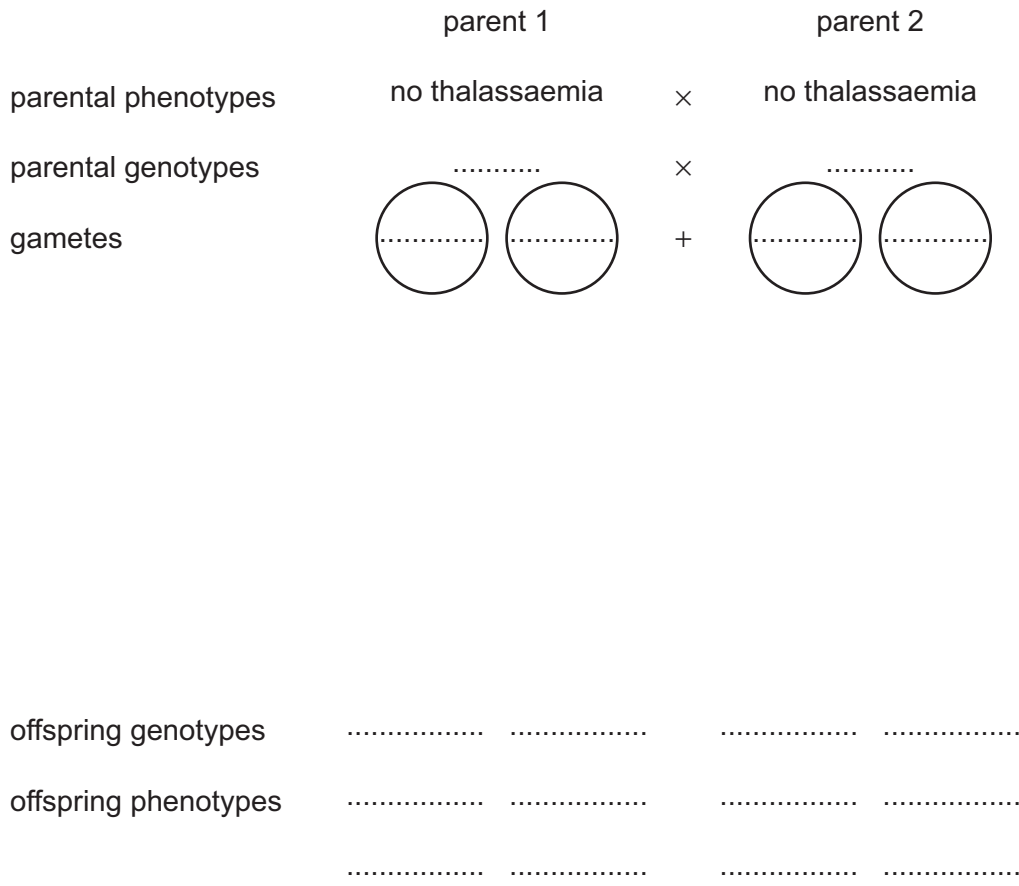 parent 1 parent 2
parental phenotypes no thalassaemia × no thalassaemia
parental genotypes ........... × ...........
gametes ............. ............. + ............. .............
offspring genotypes ................. ................. ................. .................
offspring phenotypes ................. ................. ................. .................
................. ................. ................. .................